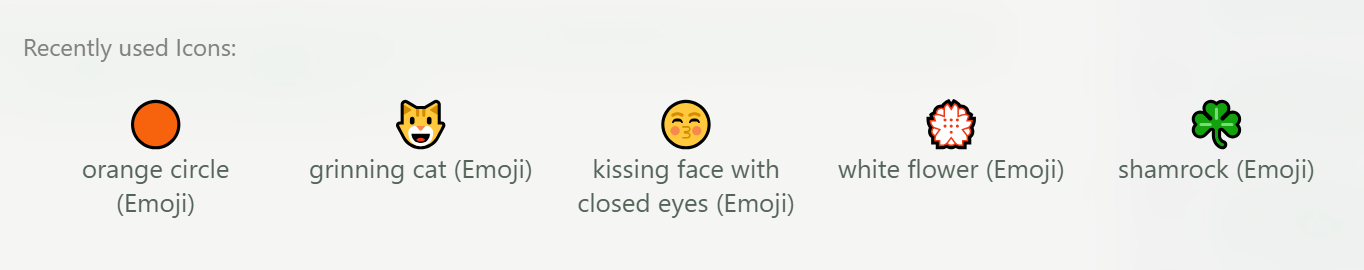 Recently used Icons:
orange circle
(Emoji)
grinning cat (Emoji)
kissing face with
closed eyes (Emoji)
white flower (Emoji)
shamrock (Emoji)